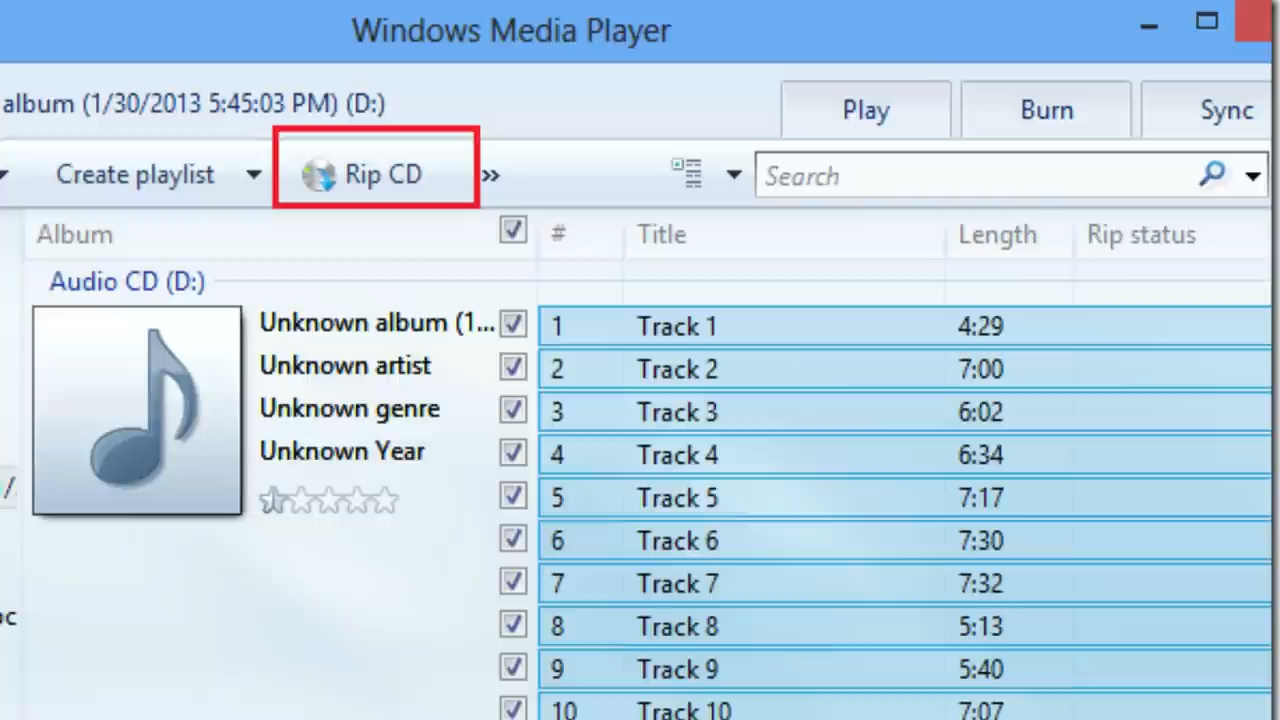 Windows Media Player
album (1/30/2013 5:45:03 PM) (D:)
Play Burn Sync
Create playlist Rip CD » Search
Album # Title Length Rip status
Audio CD (D:)
Unknown album (1... 1 Track 1 4:29
Unknown artist 2 Track 2 7:00
Unknown genre 3 Track 3 6:02
Unknown Year 4 Track 4 6:34
5 Track 5 7:17
6 Track 6 7:30
7 Track 7 7:32
8 Track 8 5:13
9 Track 9 5:40
10 Track 10 7:07